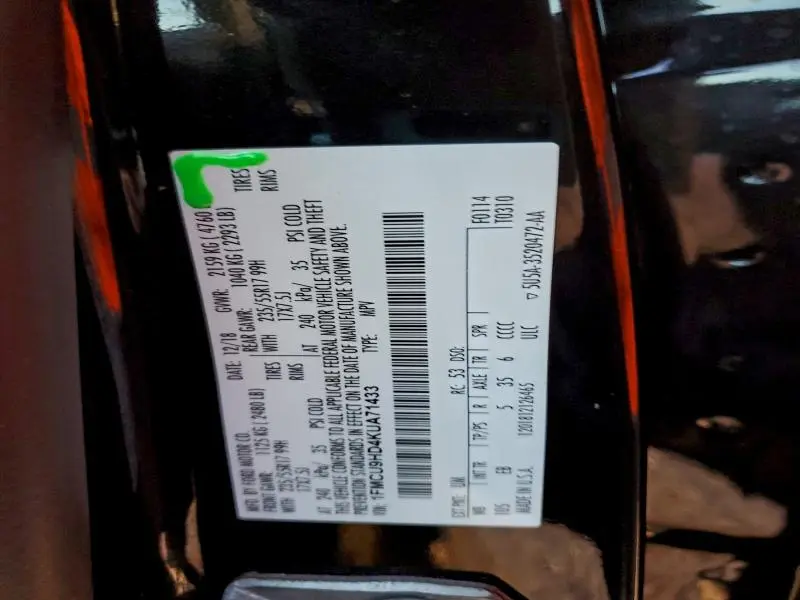 MFD. BY FORD MOTOR CO.
DATE: 12/18 GVWR: 2159 KG ( 4760
FRONT GAWR: 1125 KG ( 2480 LB) REAR GAWR: 1040 KG ( 2293 LB)
235/55R17 99H TIRES WITH 235/55R17 99H TIRES
17X7.5J RIMS 17X7.5J RIMS
AT 240 kPa/ 35 PSI COLD AT 240 kPa/ 35 PSI COLD
THIS VEHICLE CONFORMS TO ALL APPLICABLE FEDERAL MOTOR VEHICLE SAFETY AND THEFT
PREVENTION STANDARDS IN EFFECT ON THE DATE OF MANUFACTURE SHOWN ABOVE.
VIN: 1FMCU9HD4KUA71433 TYPE: MPV
F0114
T0310
EXT PNT: RC: 53 DSO:
WB INT TR TP/PS R AXLE TR SPR
105 EB 5 35 6 CCCC
MADE IN U.S.A. 1201812126465 ULC
5U5A-3520472-AA